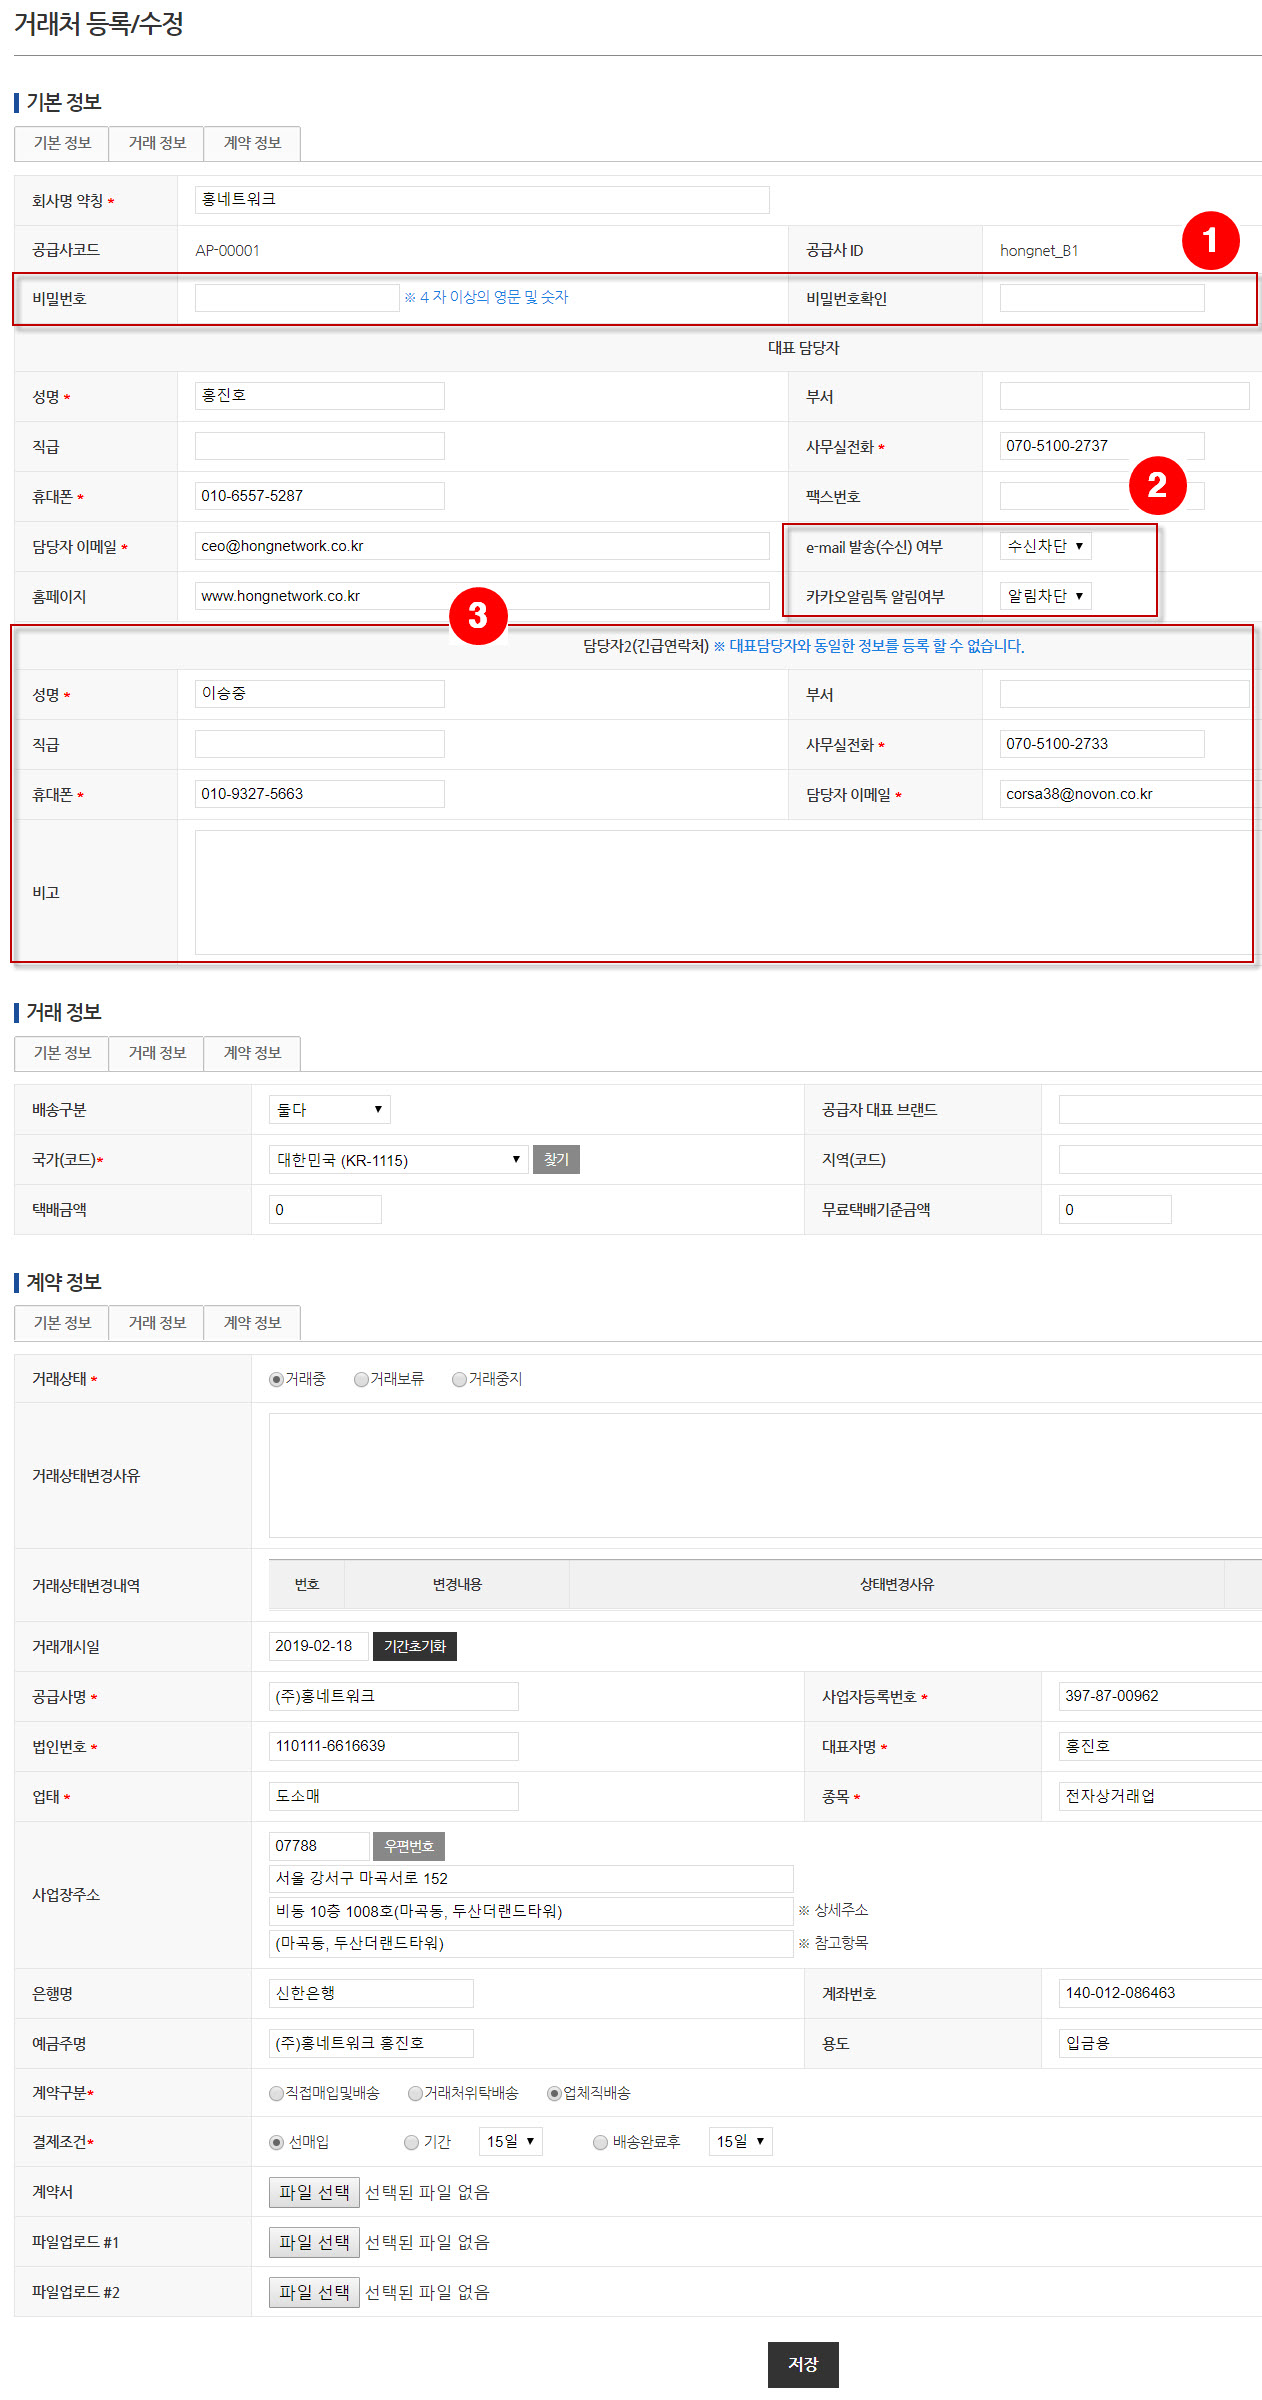 거래처 등록/수정
기본 정보
기본 정보 거래 정보 계약 정보
회사명 약칭 * 홍네트워크
1
공급사코드 AP-00001 공급사 ID hongnet_B1
비밀번호 ※ 4 자 이상의 영문 및 숫자 비밀번호확인
대표 담당자
성명 * 홍진호 부서
직급 사무실전화 * 070-5100-2737
2
휴대폰 * 010-6557-5287 팩스번호
담당자 이메일 * ceo@hongnetwork.co.kr e-mail 발송(수신) 여부 수신차단 ▼
홈페이지 www.hongnetwork.co.kr 카카오알림톡 알림여부 알림차단 ▼
3
담당자2(긴급연락처) ※ 대표담당자와 동일한 정보를 등록 할 수 없습니다.
성명 * 이승중 부서
직급 사무실전화 * 070-5100-2733
휴대폰 * 010-9327-5663 담당자 이메일 * corsa38@novon.co.kr
비고
거래 정보
기본 정보 거래 정보 계약 정보
배송구분 둘다 ▼ 공급자 대표 브랜드
국가(코드)* 대한민국 (KR-1115) ▼ 찾기 지역(코드)
택배금액 0 무료택배기준금액 0
계약 정보
기본 정보 거래 정보 계약 정보
거래상태 * 거래중 거래보류 거래중지
거래상태변경사유
거래상태변경내역 번호 변경내용 상태변경사유
거래개시일 2019-02-18 기간초기화
공급사명 * (주)홍네트워크 사업자등록번호 * 397-87-00962
법인번호 * 110111-6616639 대표자명 * 홍진호
업태 * 도소매 종목 * 전자상거래업
사업장주소 07788 우편번호
서울 강서구 마곡서로 152
비동 10층 1008호(마곡동, 두산더랜드타워) ※ 상세주소
(마곡동, 두산더랜드타워) ※ 참고항목
은행명 신한은행 계좌번호 140-012-086463
예금주명 (주)홍네트워크 홍진호 용도 입금용
계약구분* 직접매입및배송 거래처위탁배송 업체직배송
결제조건* 선매입 기간 15일 ▼ 배송완료후 15일 ▼
계약서 파일 선택 선택된 파일 없음
파일업로드 #1 파일 선택 선택된 파일 없음
파일업로드 #2 파일 선택 선택된 파일 없음
저장